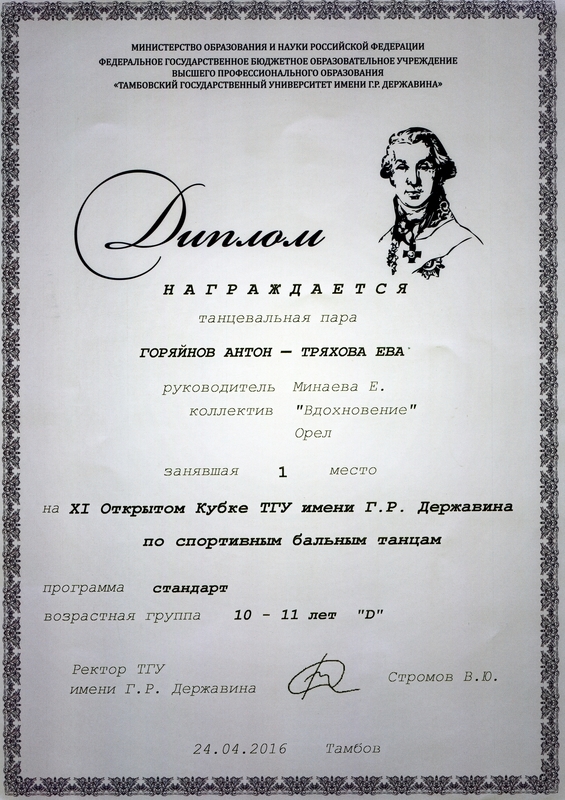 МИНИСТЕРСТВО ОБРАЗОВАНИЯ И НАУКИ РОССИЙСКОЙ ФЕДЕРАЦИИ
ФЕДЕРАЛЬНОЕ ГОСУДАРСТВЕННОЕ БЮДЖЕТНОЕ ОБРАЗОВАТЕЛЬНОЕ УЧРЕЖДЕНИЕ
ВЫСШЕГО ПРОФЕССИОНАЛЬНОГО ОБРАЗОВАНИЯ
«ТАМБОВСКИЙ ГОСУДАРСТВЕННЫЙ УНИВЕРСИТЕТ ИМЕНИ Г.Р. ДЕРЖАВИНА»
Диплом
НАГРАЖДАЕТСЯ
танцевальная пара
ГОРЯЙНОВ АНТОН — ТРЯХОВА ЕВА
руководитель Минаева Е.
коллектив "Вдохновение"
Орел
занявшая 1 место
на XI Открытом Кубке ТГУ имени Г.Р. Державина
по спортивным бальным танцам
программа стандарт
возрастная группа 10 - 11 лет "D"
Ректор ТГУ
имени Г.Р. Державина Стромов В.Ю.
24.04.2016 Тамбов